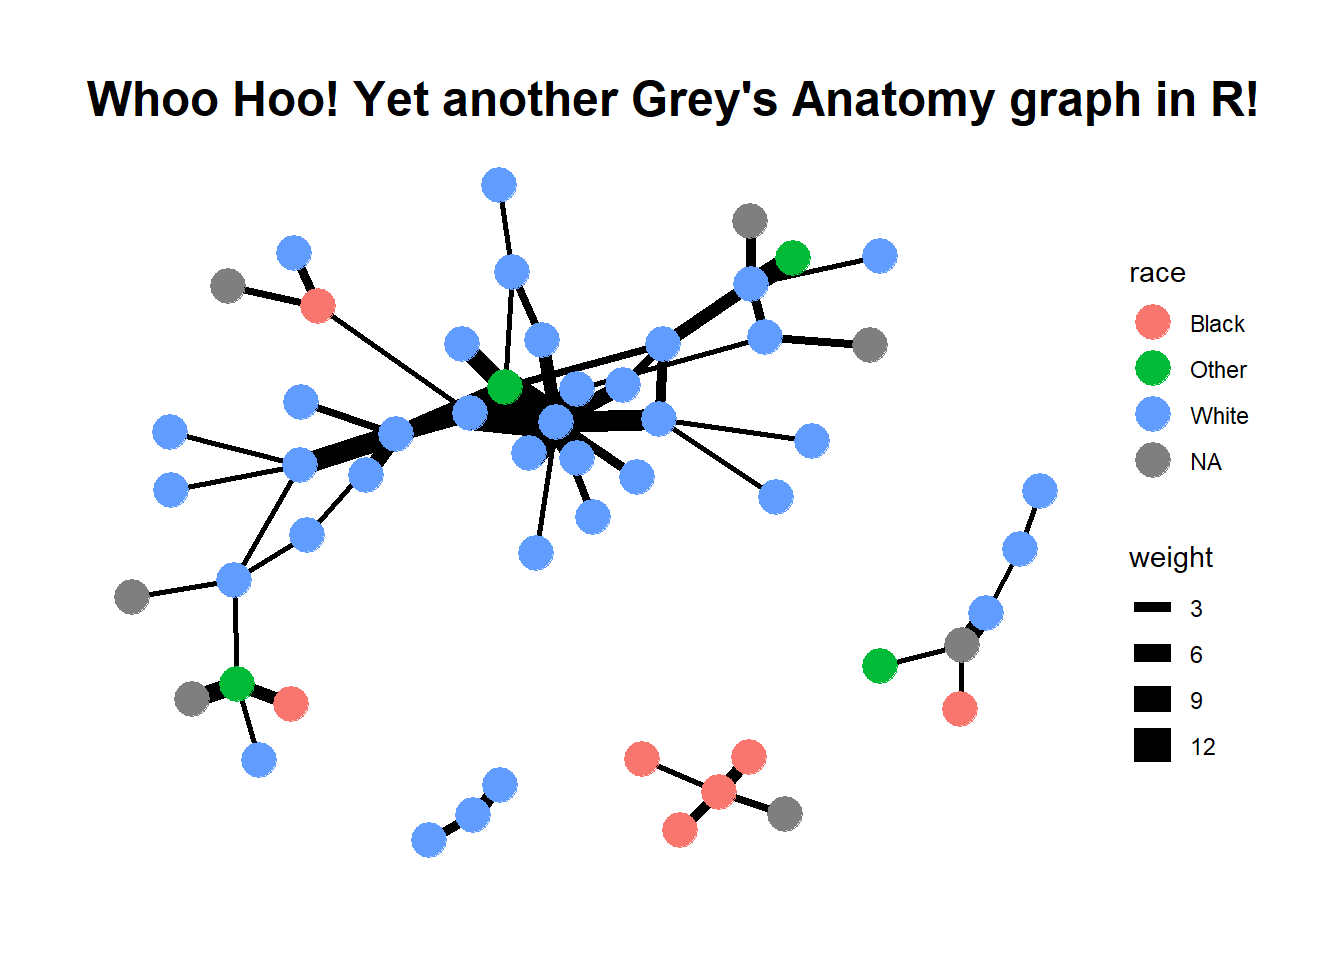 Whoo Hoo! Yet another Grey's Anatomy graph in R!
race
Black
Other
White
NA
weight
3
6
9
12